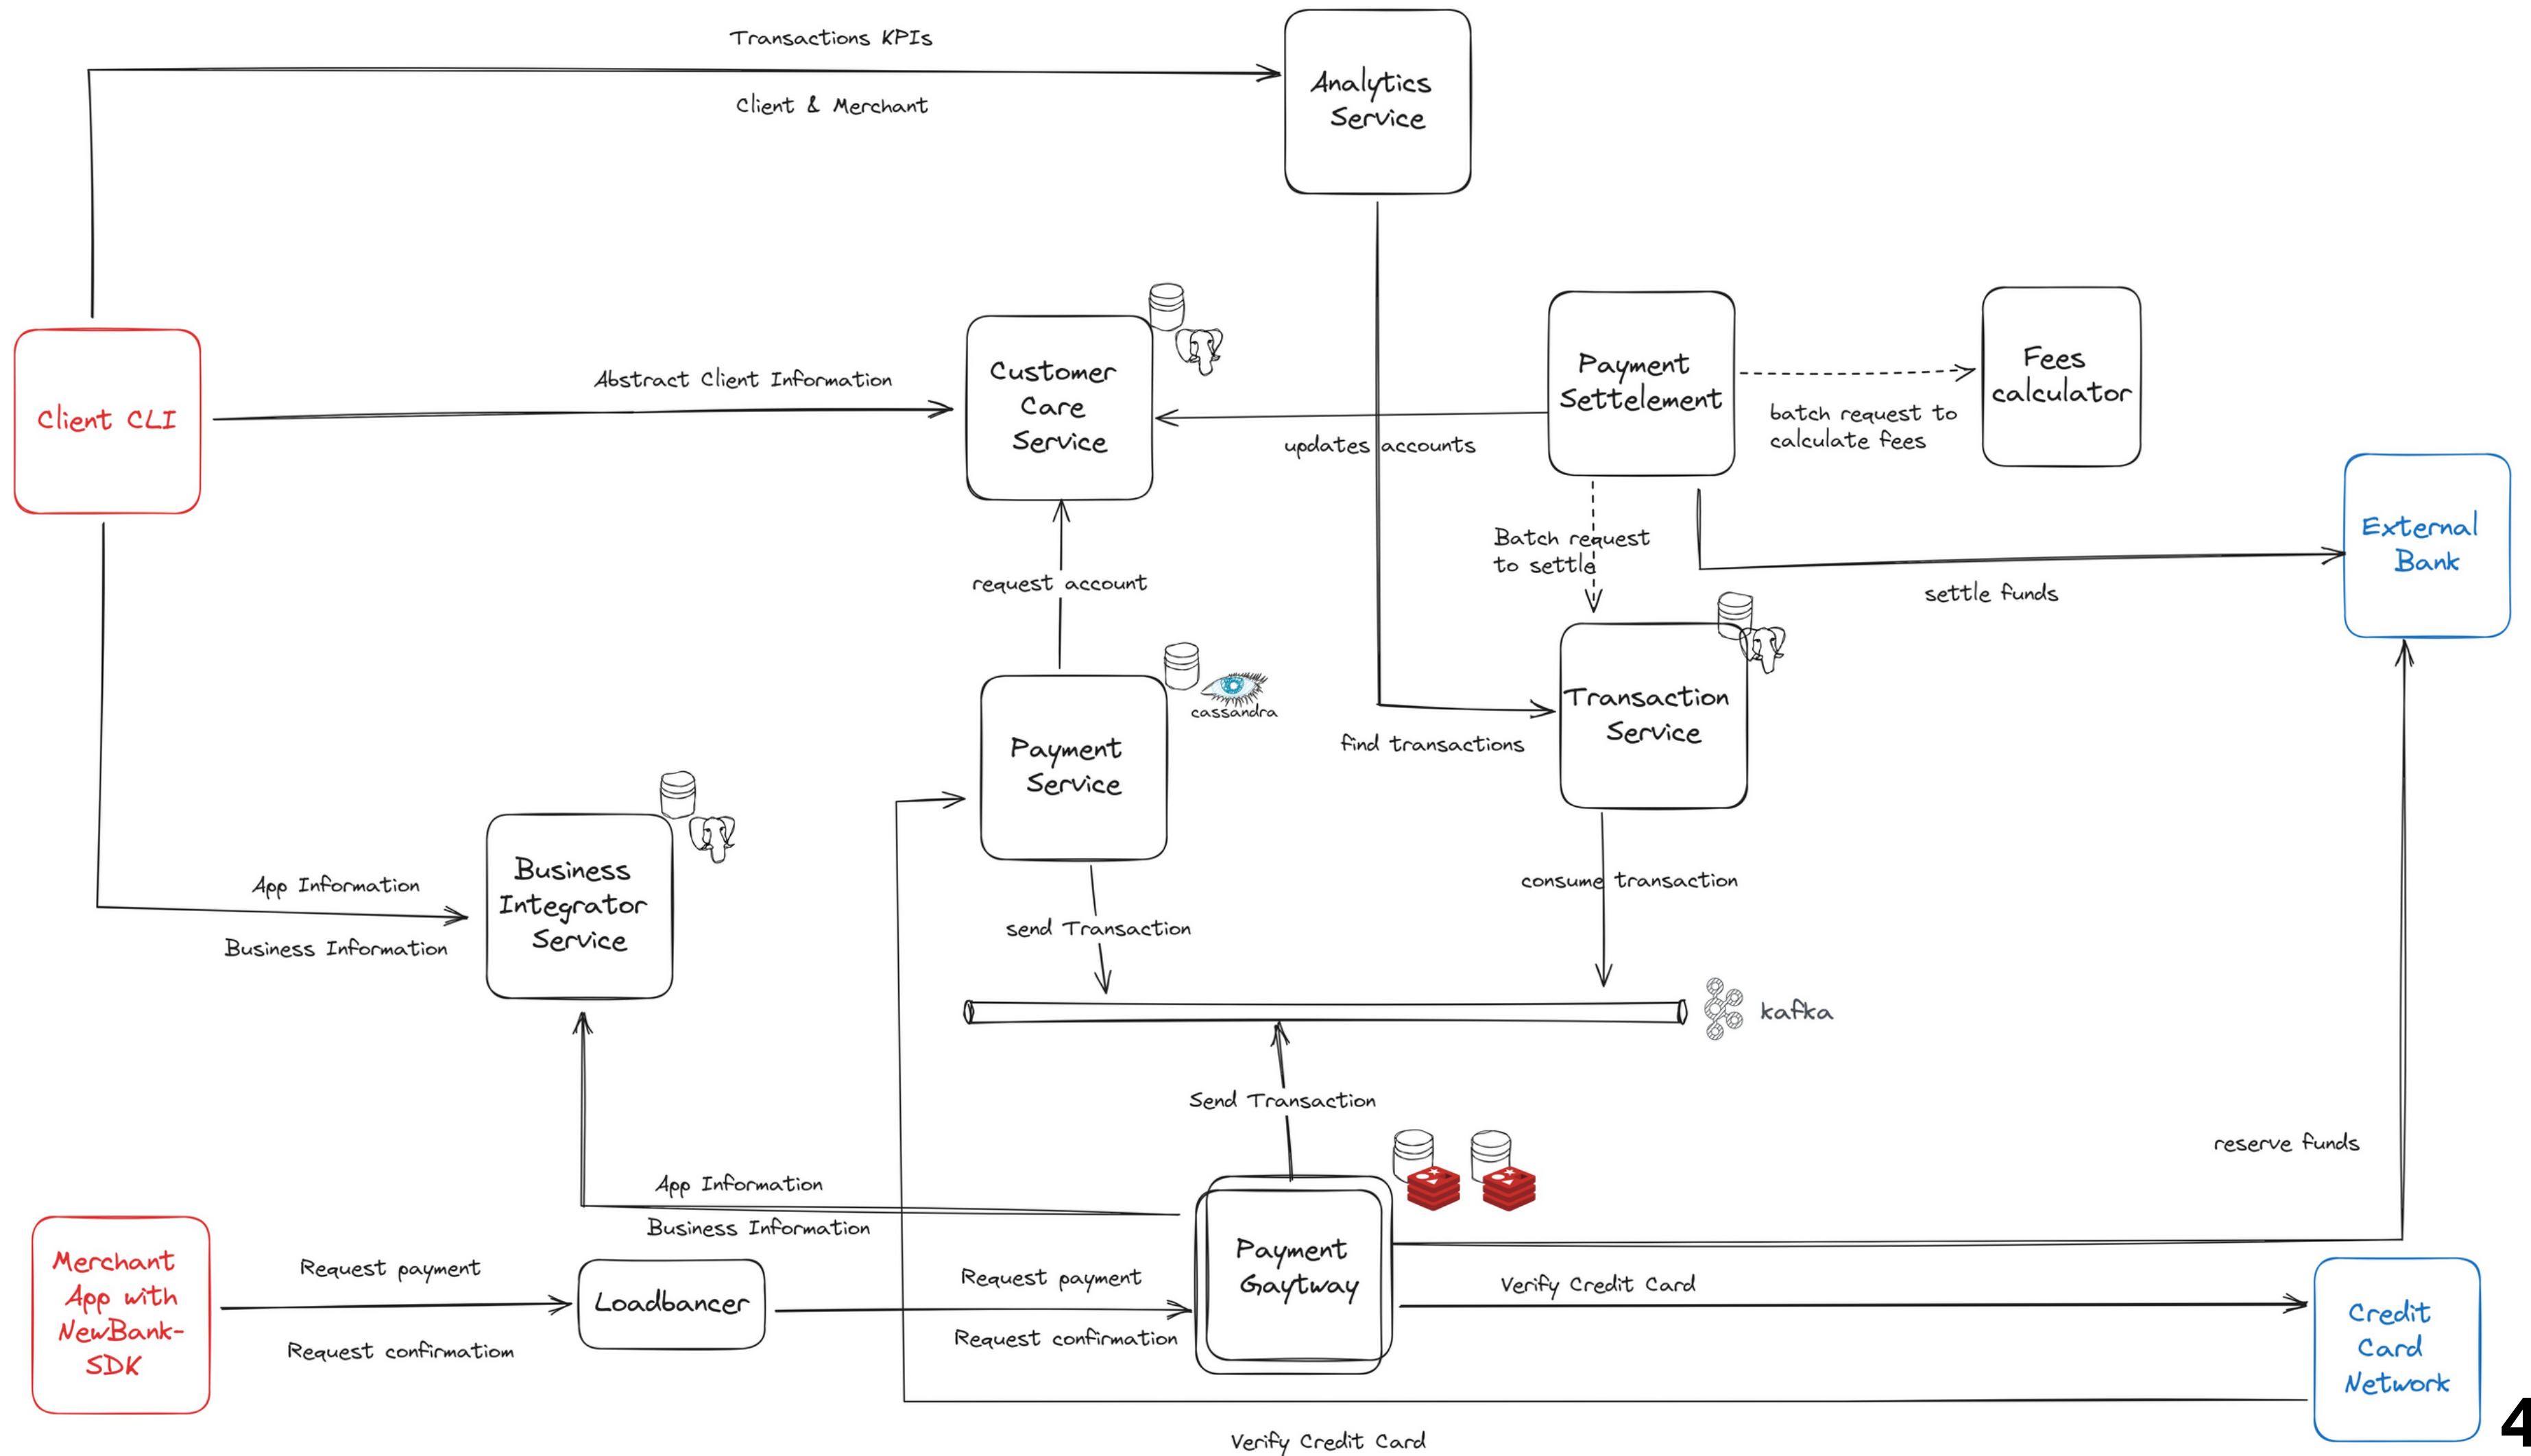 Transactions KPIs
Client & Merchant
Analytics
Service
Client CLI
Abstract Client Information
Customer
Care
Service
updates accounts
Payment
Settelement
batch request to
calculate fees
Fees
calculator
External
Bank
Batch request
to settle
settle funds
request account
cassandra
Payment
Service
find transactions
Transaction
Service
App Information
Business Information
Business
Integrator
Service
send Transaction
consume transaction
kafka
Send Transaction
reserve funds
App Information
Business Information
Merchant
App with
NewBank-
SDK
Request payment
Request confirmatiom
Loadbancer
Request payment
Request confirmation
Payment
Gaytway
Verify Credit Card
Credit
Card
Network
Verify Credit Card
4